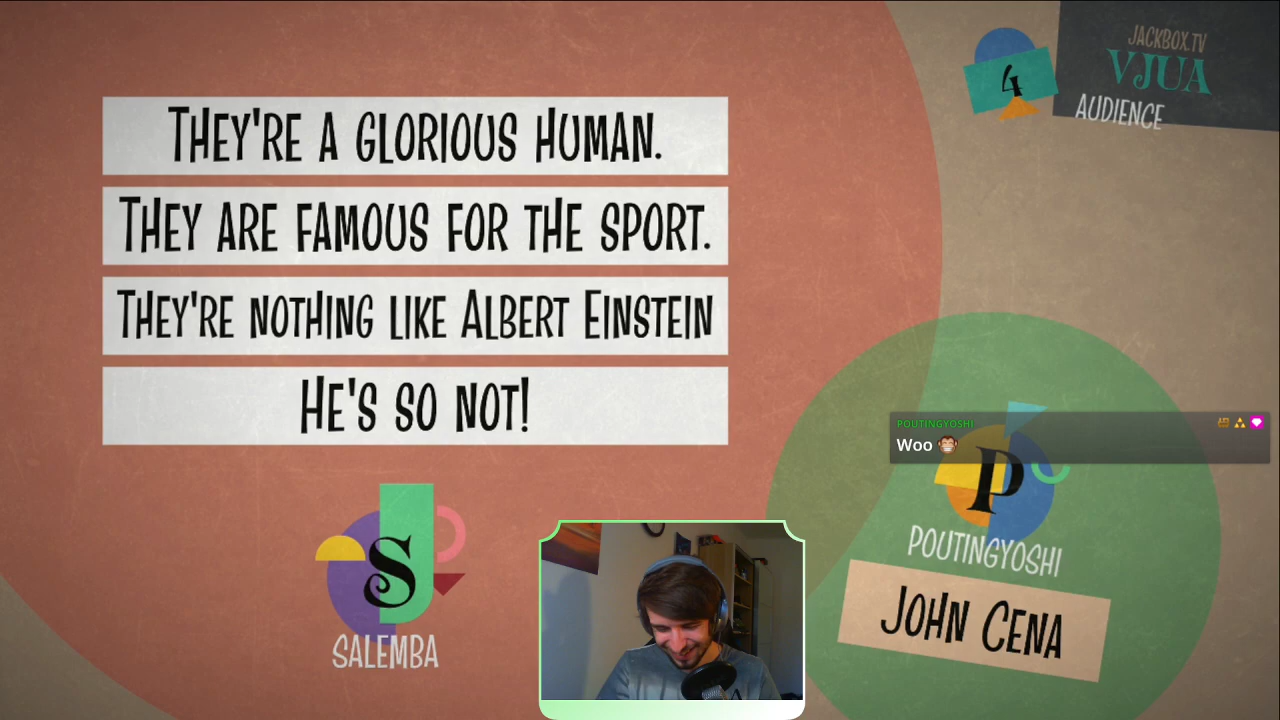 THEY'RE A GLORIOUS HUMAN.
THEY ARE FAMOUS FOR THE SPORT.
THEY'RE NOTHING LIKE ALBERT EINSTEIN
HE'S SO NOT!
S
SALEMBA
4
JACKBOX.TV
VJUA
AUDIENCE
POUTINGYOSHI
Woo
P
POUTINGYOSHI
JOHN CENA